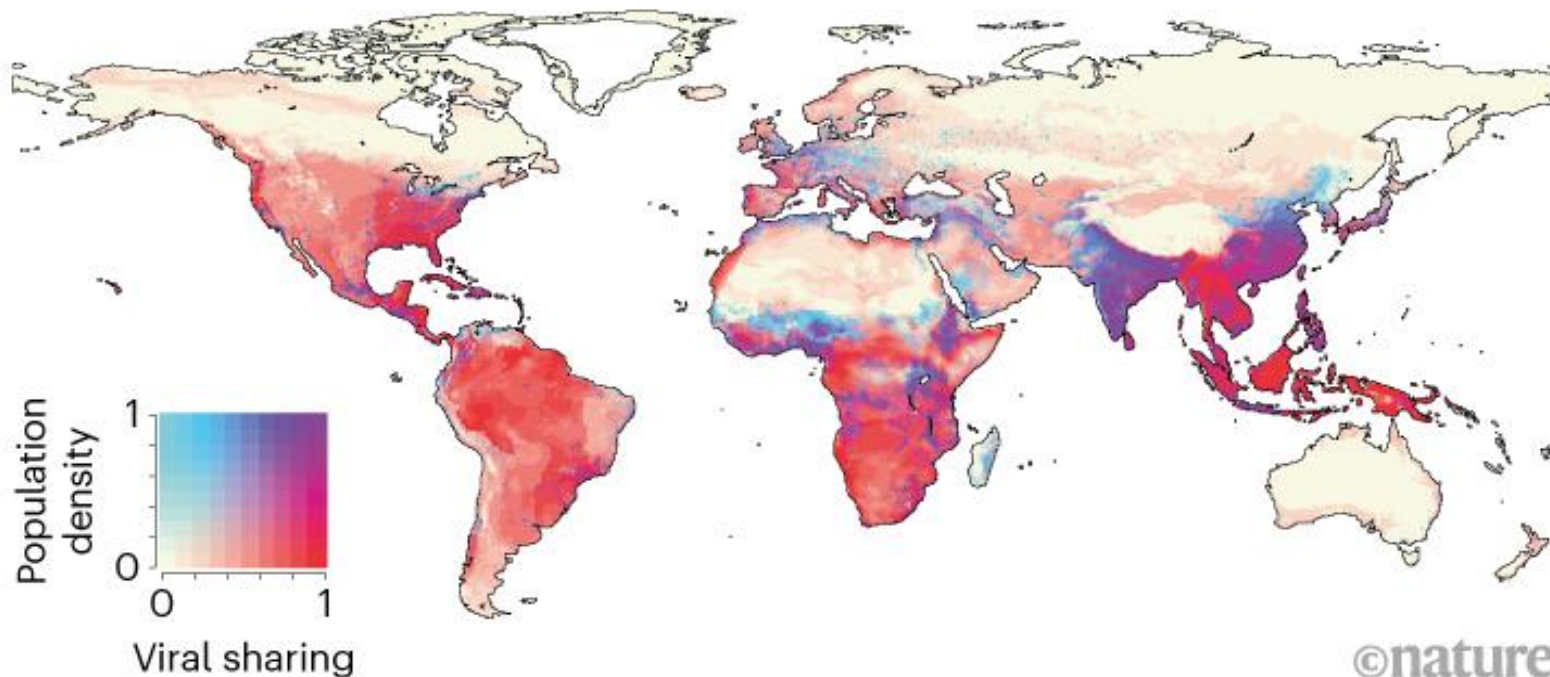 Population
density
1
0
0
1
Viral sharing
©nature